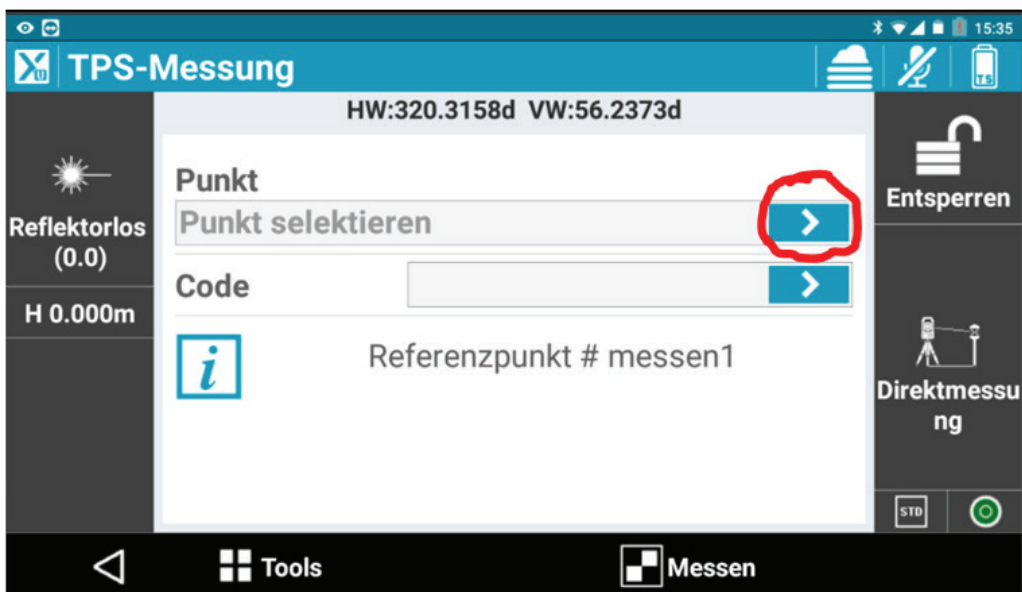 15:35
X U TPS-Messung TS
HW:320.3158d VW:56.2373d
Reflektorlos
(0.0)
H 0.000m
Punkt
Punkt selektieren
Code
i Referenzpunkt # messen1
Entsperren
Direktmessu
ng
STD
Tools
Messen